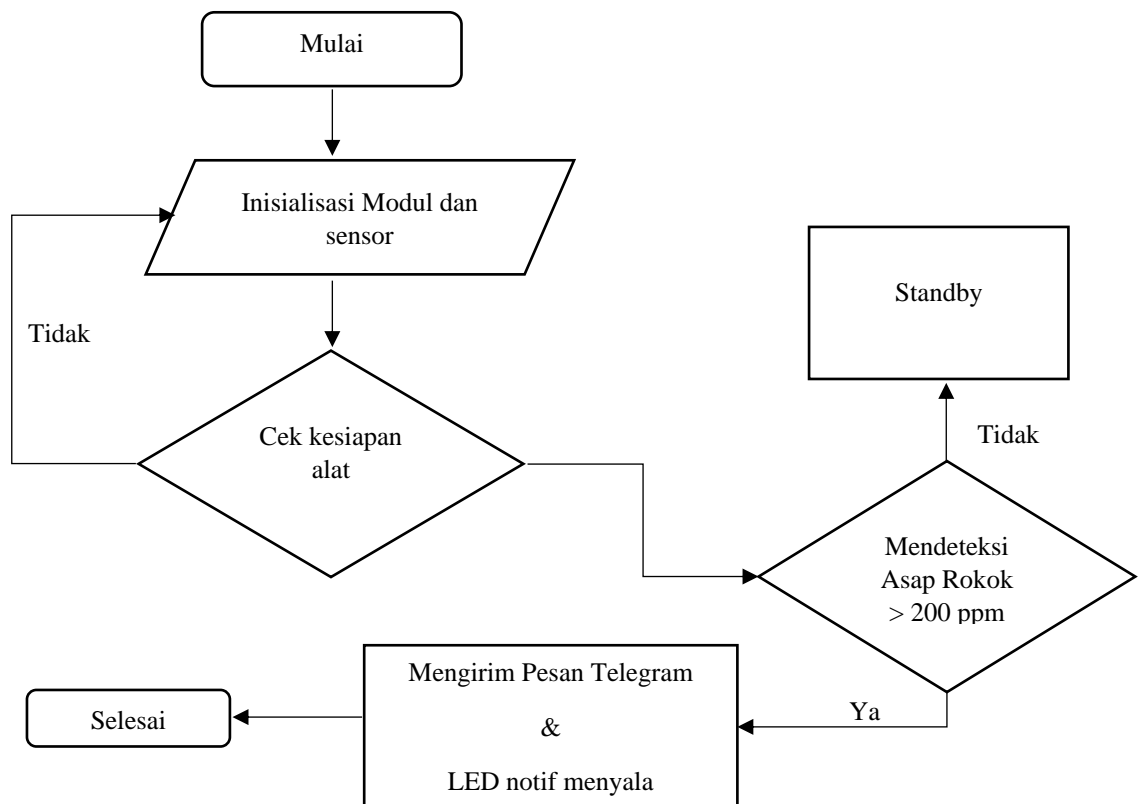 Mulai
Inisialisasi Modul dan
sensor
Tidak
Cek kesiapan
alat
Standby
Tidak
Mendeteksi
Asap Rokok
> 200 ppm
Ya
Mengirim Pesan Telegram
&
LED notif menyala
Selesai